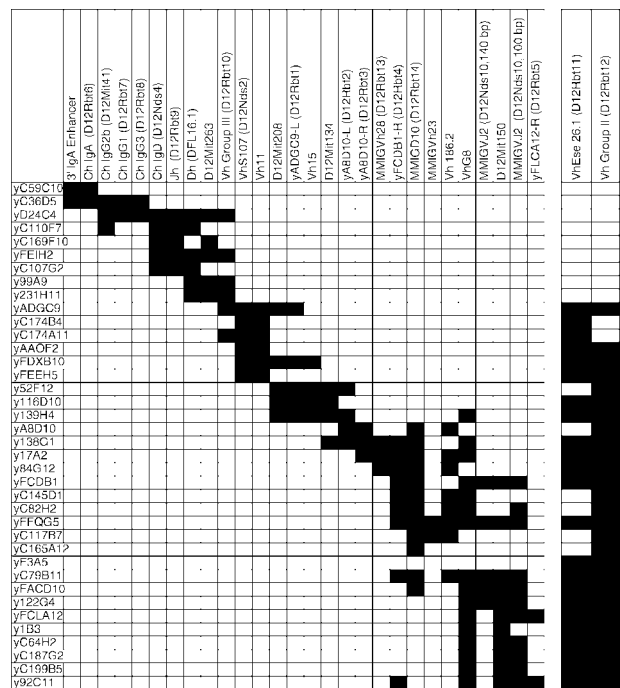 3' IgA Enhancer
Ch IgA (D12Rbt6)
Ch IgG2b (D12Mit41)
Ch IgG1 (D12Rbt7)
Ch IgG3 (D12Rbt8)
Ch IgD (D12Nds4)
Jh (D12Rbt9)
Dh (DFL16.1)
D12Mit263
Vh Group III (D12Rbt10)
VhS107 (D12Nds2)
Vh11
D12Mit208
yADGC9-L (D12Rbt1)
Vh15
D12Mit134
yA8D10-L (D12Rbt2)
yA8D10-R (D12Rbt3)
MMIGVh28 (D12Rbt13)
yFCDB1-R (D12Rbt4)
MMIGD10 (D12Rbt14)
MMIGVh23
Vh 186.2
VhG8
MMIGVJ2 (D12Nds10,140 bp)
D12Mit150
MMIGVJ2 (D12Nds10,100 bp)
yFLCA12-R (D12Rbt5)
VhEse 26.1 (D12Rbt11)
Vh Group II (D12Rbt12)
yC59C10
yC36D5
yD24C4
yC110F7
yC169F10
yFEIH2
yC107G2
y99A9
y231H11
yADGC9
yC174B4
yC174A11
yAAOF2
yFDXB10
yFEEH5
y52F12
y116D10
y139H4
yA8D10
y138G1
y17A2
y84G12
yFCDB1
yC145D1
yC82H2
yFFQG5
yC117B7
yC165A12
yF3A5
yC79B11
yFACD10
y122G4
yFCLA12
y1B3
yC64H2
yC187G2
yC199B5
y92C11